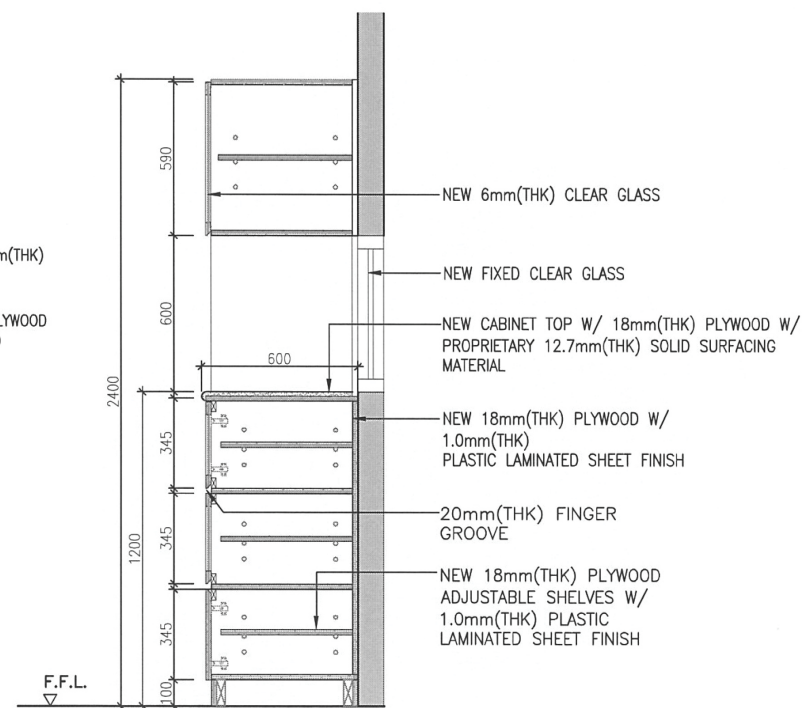 m(THK)
LYWOOD
590
600
600
2400
1200
345
345
345
100
F.F.L.
NEW 6mm(THK) CLEAR GLASS
NEW FIXED CLEAR GLASS
NEW CABINET TOP W/ 18mm(THK) PLYWOOD W/
PROPRIETARY 12.7mm(THK) SOLID SURFACING
MATERIAL
NEW 18mm(THK) PLYWOOD W/
1.0mm(THK)
PLASTIC LAMINATED SHEET FINISH
20mm(THK) FINGER
GROOVE
NEW 18mm(THK) PLYWOOD
ADJUSTABLE SHELVES W/
1.0mm(THK) PLASTIC
LAMINATED SHEET FINISH